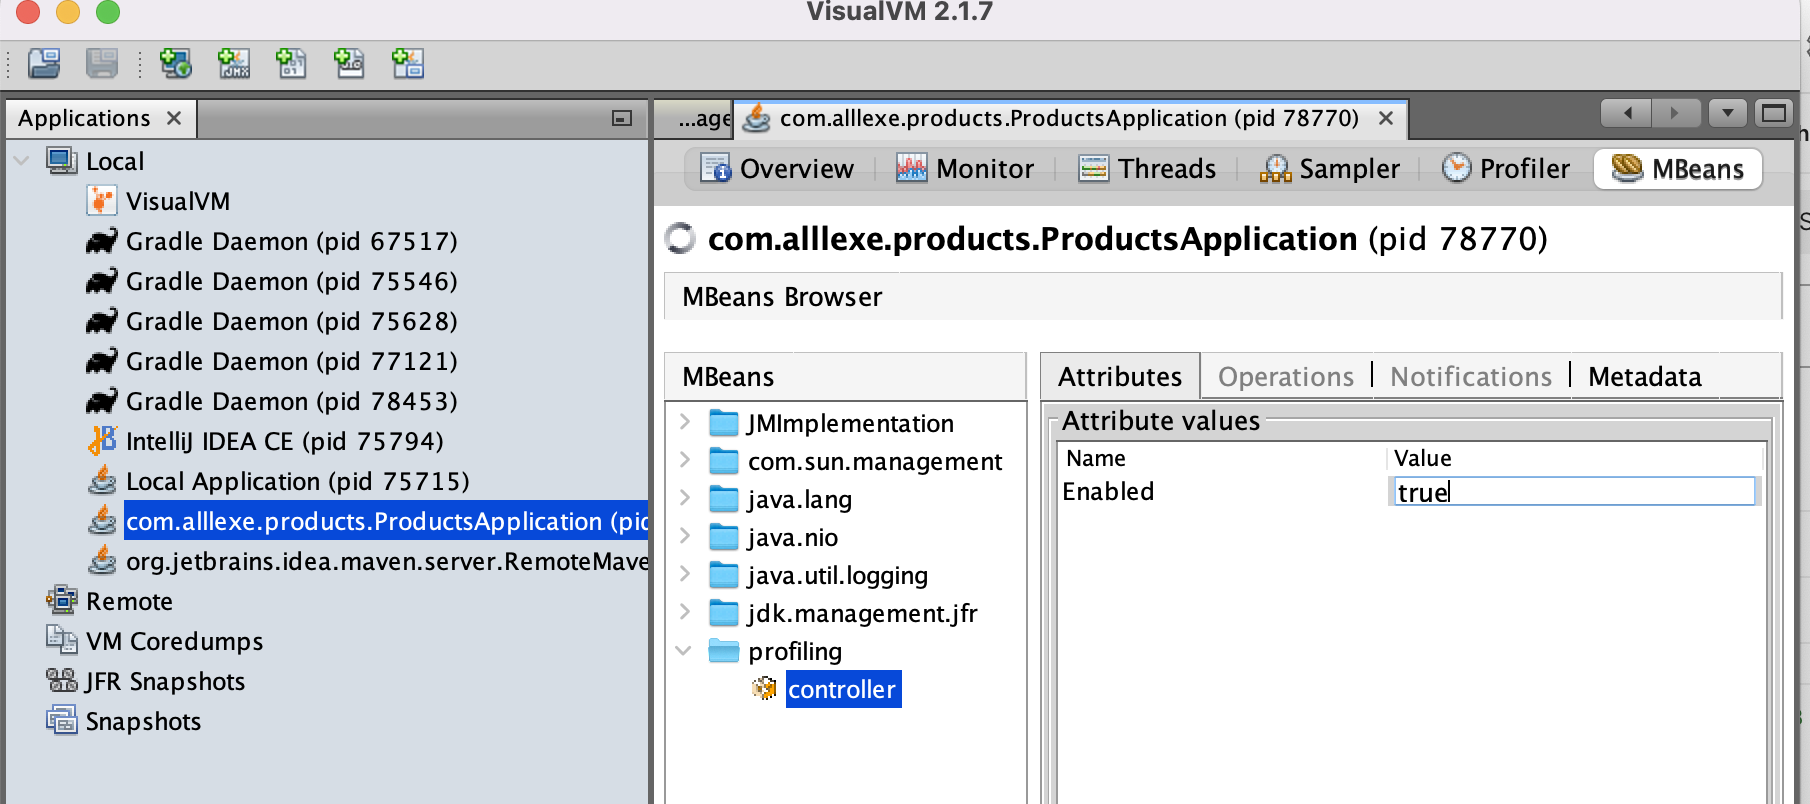 VisualVM 2.1.7
Applications
...age
com.alllexe.products.ProductsApplication (pid 78770)
Local
VisualVM
Gradle Daemon (pid 67517)
Gradle Daemon (pid 75546)
Gradle Daemon (pid 75628)
Gradle Daemon (pid 77121)
Gradle Daemon (pid 78453)
IntelliJ IDEA CE (pid 75794)
Local Application (pid 75715)
com.alllexe.products.ProductsApplication (pid
org.jetbrains.idea.maven.server.RemoteMave
Remote
VM Coredumps
JFR Snapshots
Snapshots
Overview
Monitor
Threads
Sampler
Profiler
MBeans
com.alllexe.products.ProductsApplication (pid 78770)
MBeans Browser
MBeans
JMImplementation
com.sun.management
java.lang
java.nio
java.util.logging
jdk.management.jfr
profiling
controller
Attributes
Operations
Notifications
Metadata
Attribute values
Name Value
Enabled true